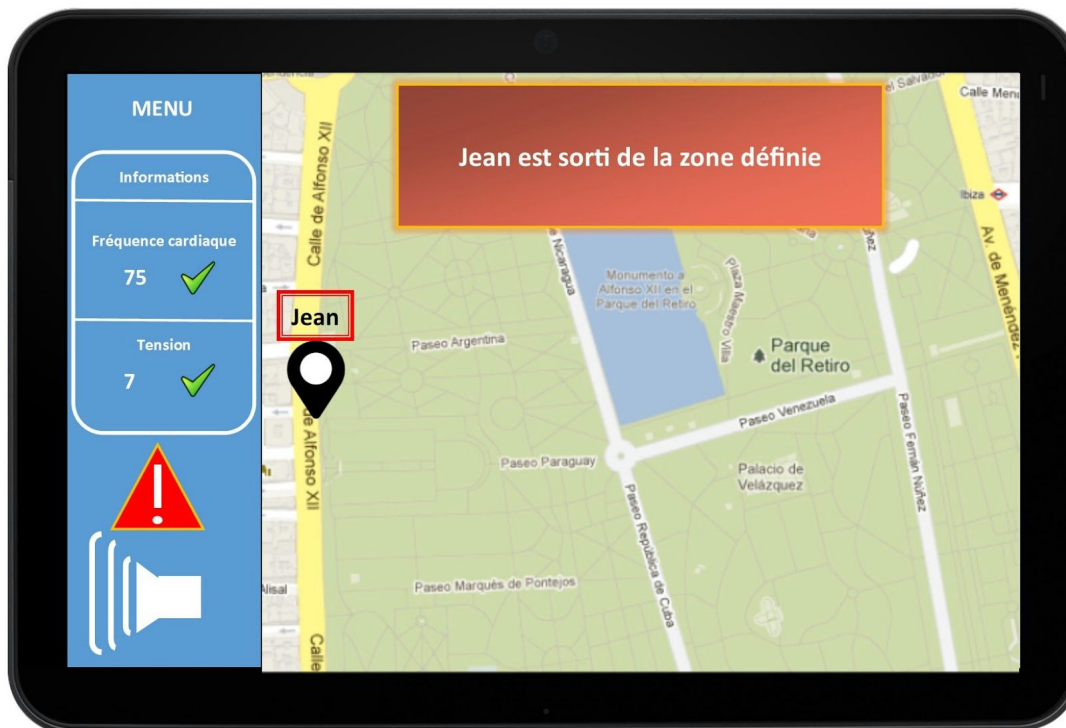 MENU
Informations
Fréquence cardiaque
75
Tension
7
Jean est sorti de la zone définie
Jean
Calle de Alfonso XII
de Alfonso XII
Calle
Alisal
Paseo Argentina
Paseo Paraguay
Paseo Marqués de Pontejos
de Nicaragua
Monumento a
Alfonso XII en el
Parque del Retiro
Plaza Maestro Villa
Parque
del Retiro
Paseo Venezuela
Palacio de
Velázquez
Paseo República de Cuba
Paseo Fernán Núñez
el Salvador
Calle Men
Ibiza
Av. de Menéndez